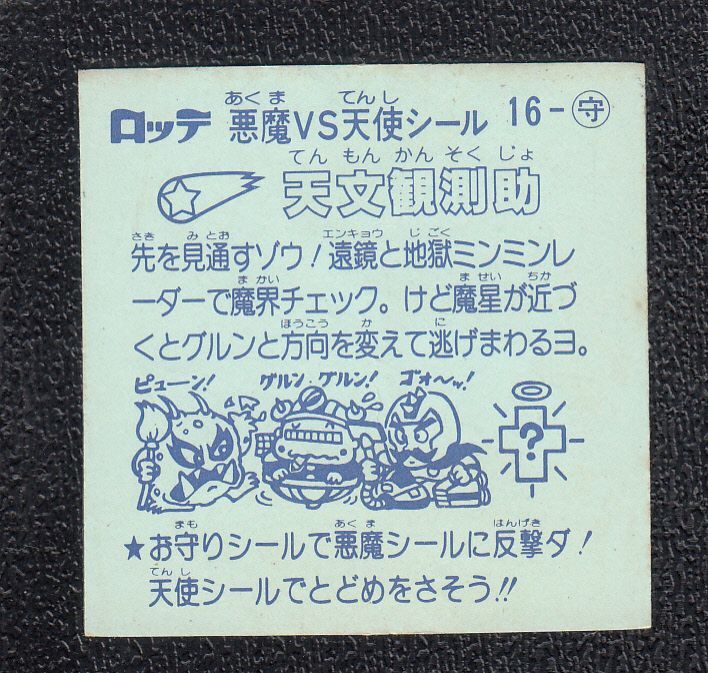 ロッテ 悪魔VS天使シール 16-守
あくま てんし
てんもんかんそくじょ
天文観測助
さき みとお エンキョウ じごく
先を見通すゾウ!遠鏡と地獄ミンミンレ
まかい ませい ちか
ーダーで魔界チェック。けど魔星が近づ
ほうこう か に
くとグルンと方向を変えて逃げまわるヨ。
ピューン! グルン、グルン! ゴォ〜ッ!
?
まも あくま はんげき
★お守りシールで悪魔シールに反撃ダ!
てんし
天使シールでとどめをさそう!!